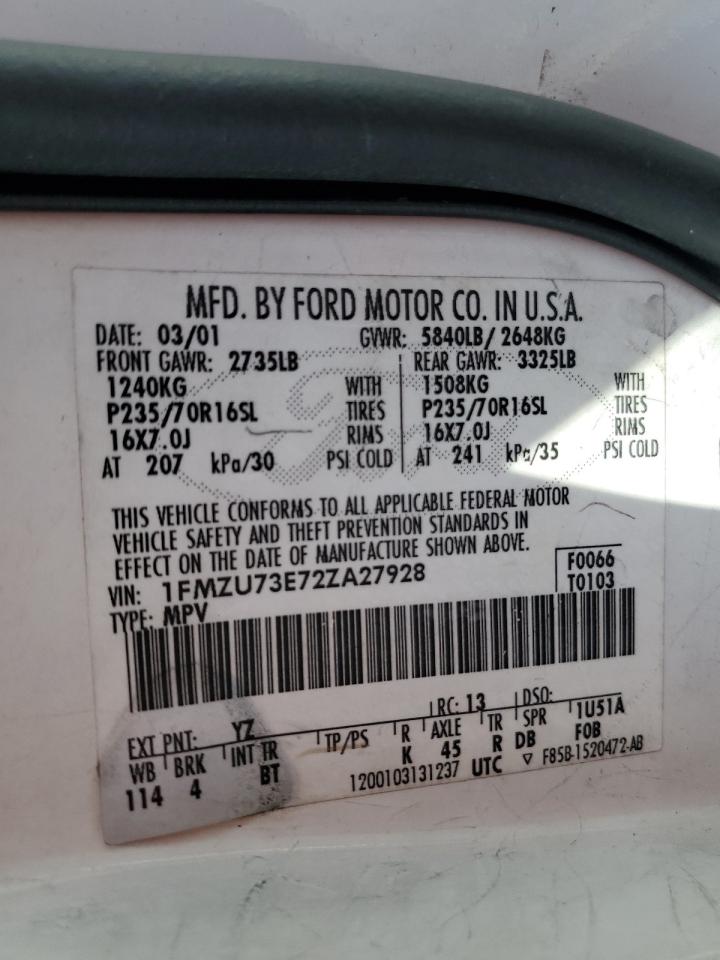 MFD. BY FORD MOTOR CO. IN U.S.A.
DATE: 03/01 GVWR: 5840LB/ 2648KG
FRONT GAWR: 2735LB REAR GAWR: 3325LB
1240KG WITH 1508KG WITH
P235/70R16SL TIRES P235/70R16SL TIRES
16X7.0J RIMS 16X7.0J RIMS
AT 207 kPa/30 PSI COLD AT 241 kPa/35 PSI COLD
THIS VEHICLE CONFORMS TO ALL APPLICABLE FEDERAL MOTOR
VEHICLE SAFETY AND THEFT PREVENTION STANDARDS IN
EFFECT ON THE DATE OF MANUFACTURE SHOWN ABOVE.
VIN: 1FMZU73E72ZA27928 F0066
TYPE: MPV T0103
EXT PNT: YZ RC: 13 DSO:
WB BRK INT TR TP/PS R AXLE TR SPR 1U51A
114 4 BT K 45 R DB FOB
1200103131237 UTC ▽ F85B-1520472-AB